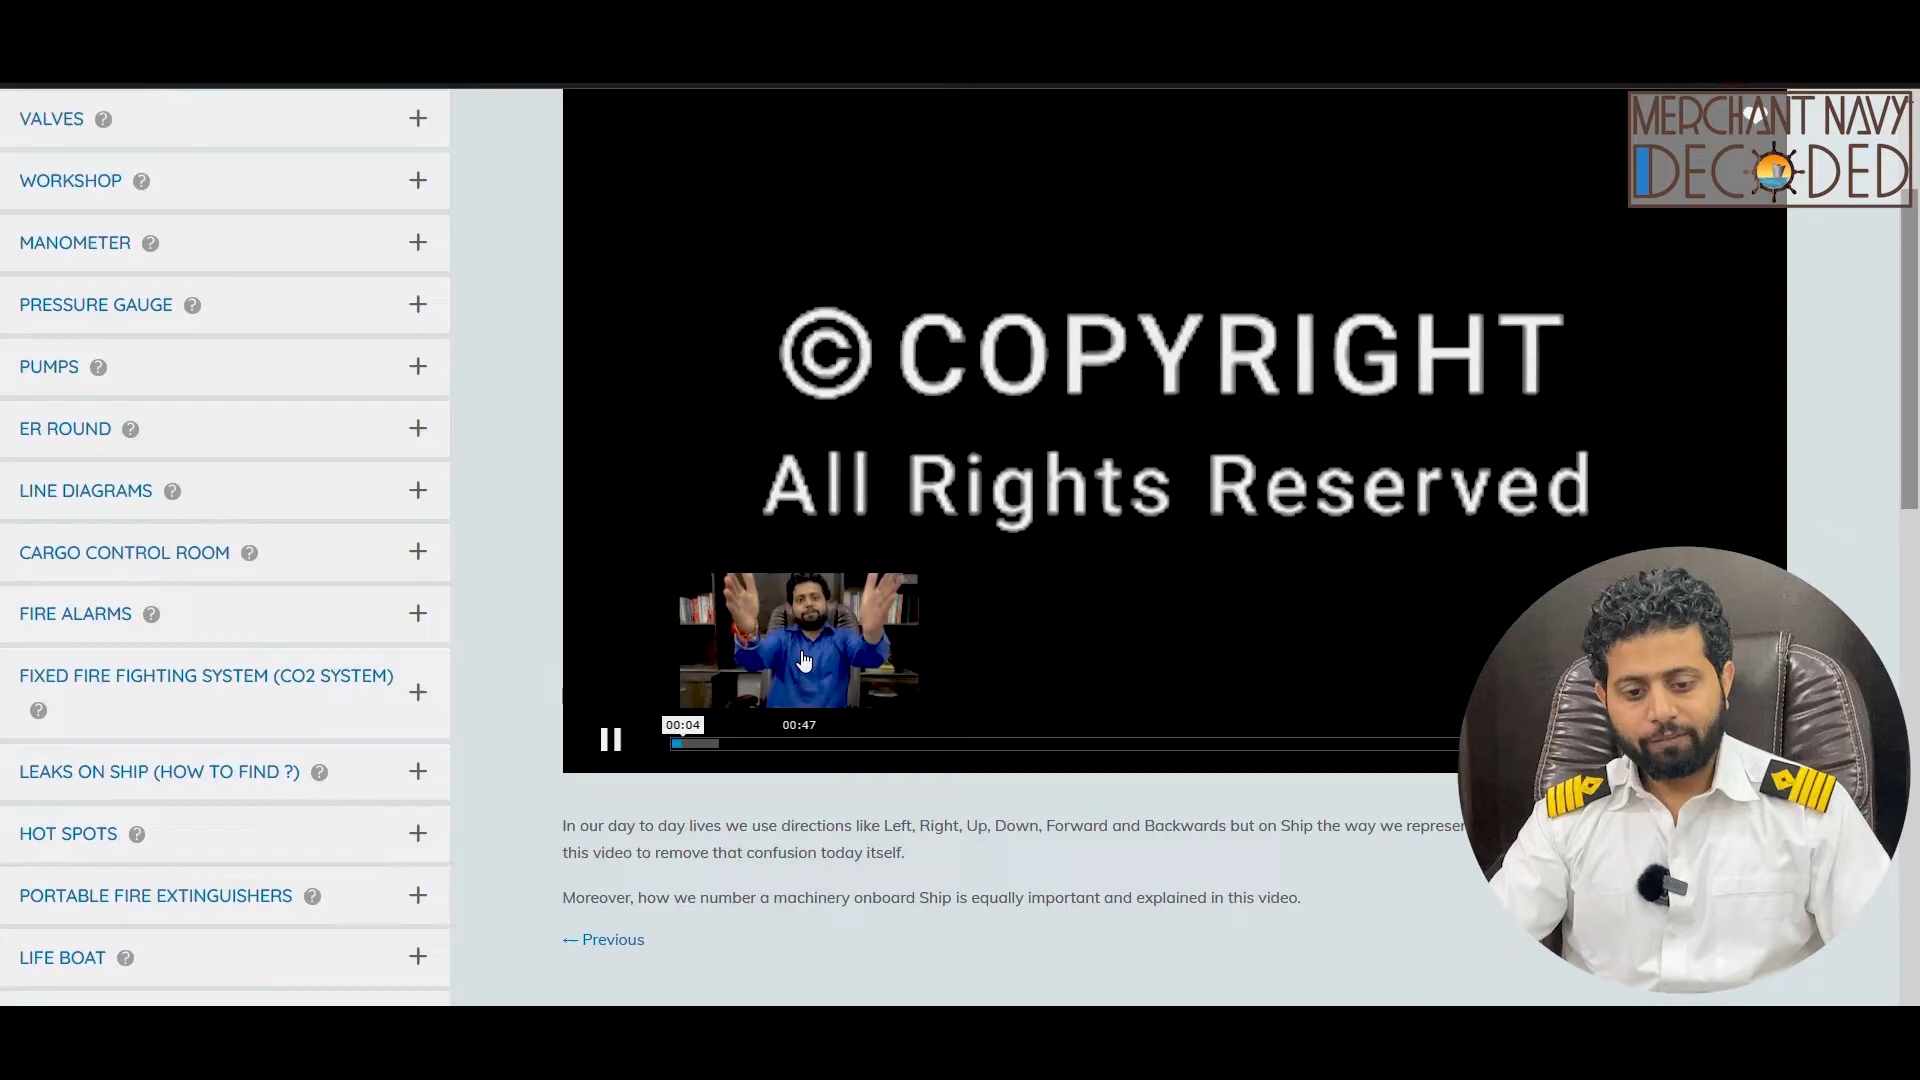 VALVES ?
WORKSHOP ?
MANOMETER ?
PRESSURE GAUGE ?
PUMPS ?
ER ROUND ?
LINE DIAGRAMS ?
CARGO CONTROL ROOM ?
FIRE ALARMS ?
FIXED FIRE FIGHTING SYSTEM (CO2 SYSTEM)
?
LEAKS ON SHIP (HOW TO FIND ?) ?
HOT SPOTS ?
PORTABLE FIRE EXTINGUISHERS ?
LIFE BOAT ?
MERCHANT NAVY
DECODED
© COPYRIGHT
All Rights Reserved
00:04 00:47
In our day to day lives we use directions like Left, Right, Up, Down, Forward and Backwards but on Ship the way we
this video to remove that confusion today itself.
Moreover, how we number a machinery onboard Ship is equally important and explained in this video.
← Previous